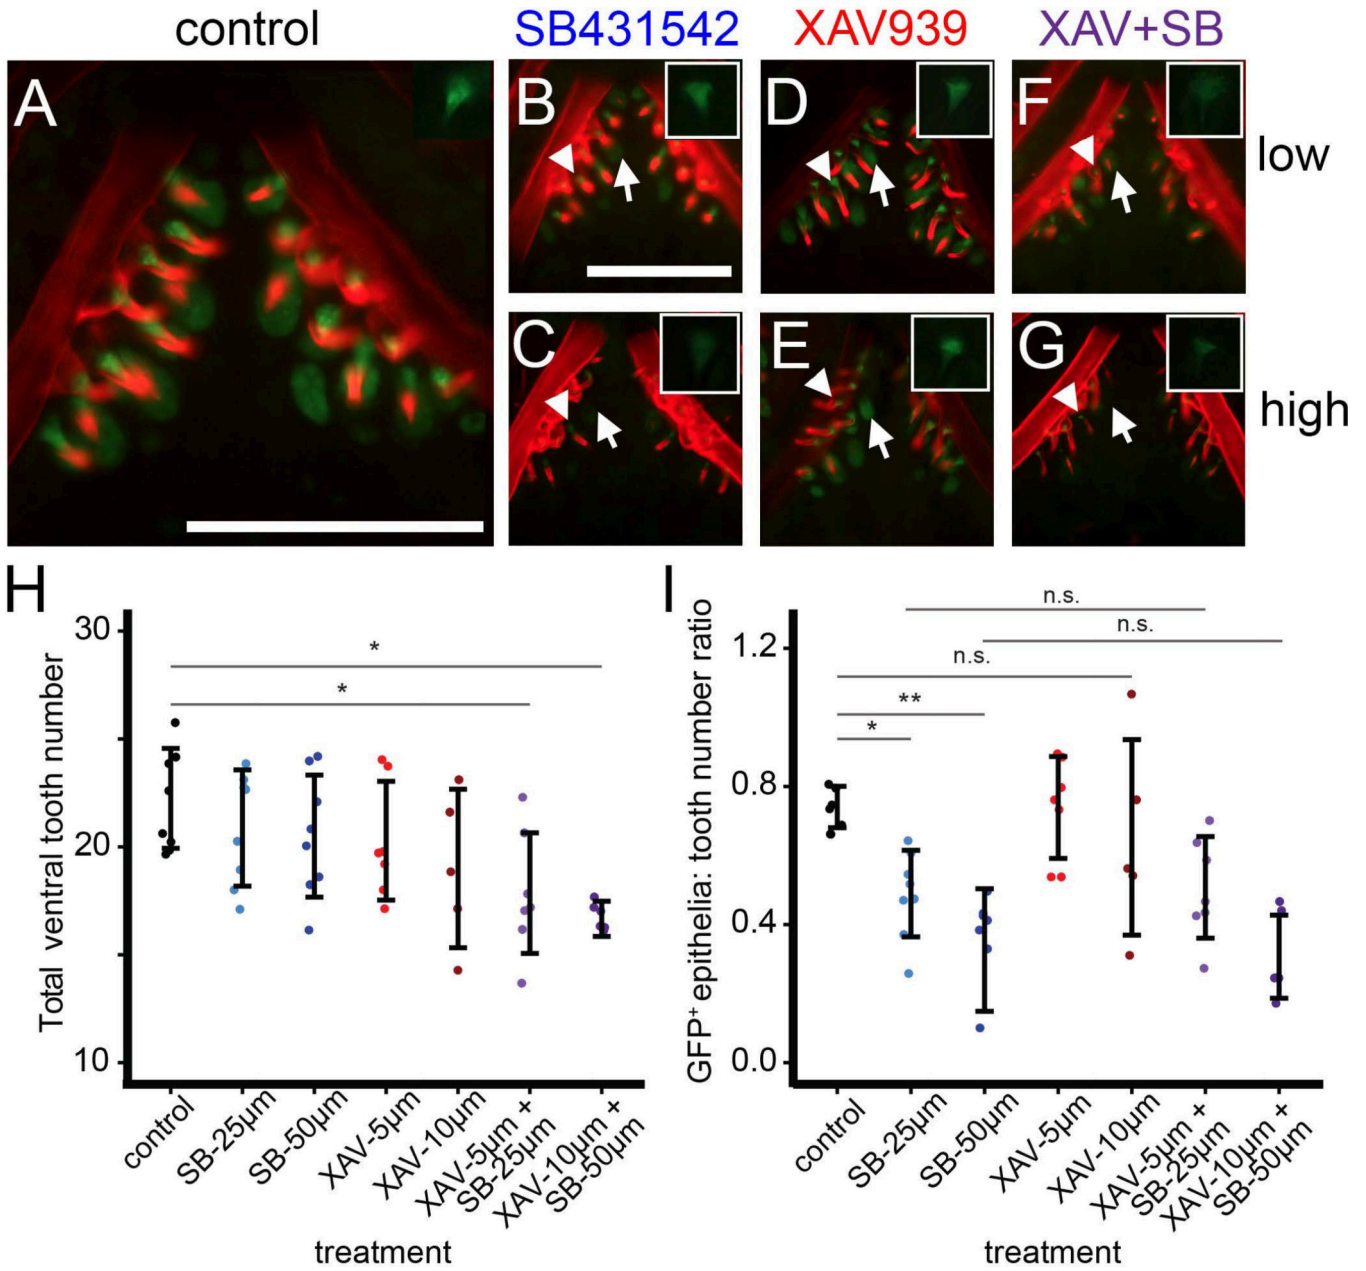 control
SB431542
XAV939
XAV+SB
A
B
D
F
low
C
E
G
high
H
30
20
10
Total ventral tooth number
*
*
control
SB-25µm
SB-50µm
XAV-5µm
XAV-10µm
XAV-5µm +
SB-25µm
XAV-10µm +
SB-50µm
treatment
I
1.2
0.8
0.4
0.0
GFP⁺ epithelia: tooth number ratio
n.s.
n.s.
n.s.
**
*
control
SB-25µm
SB-50µm
XAV-5µm
XAV-10µm
XAV-5µm +
SB-25µm
XAV-10µm +
SB-50µm
treatment